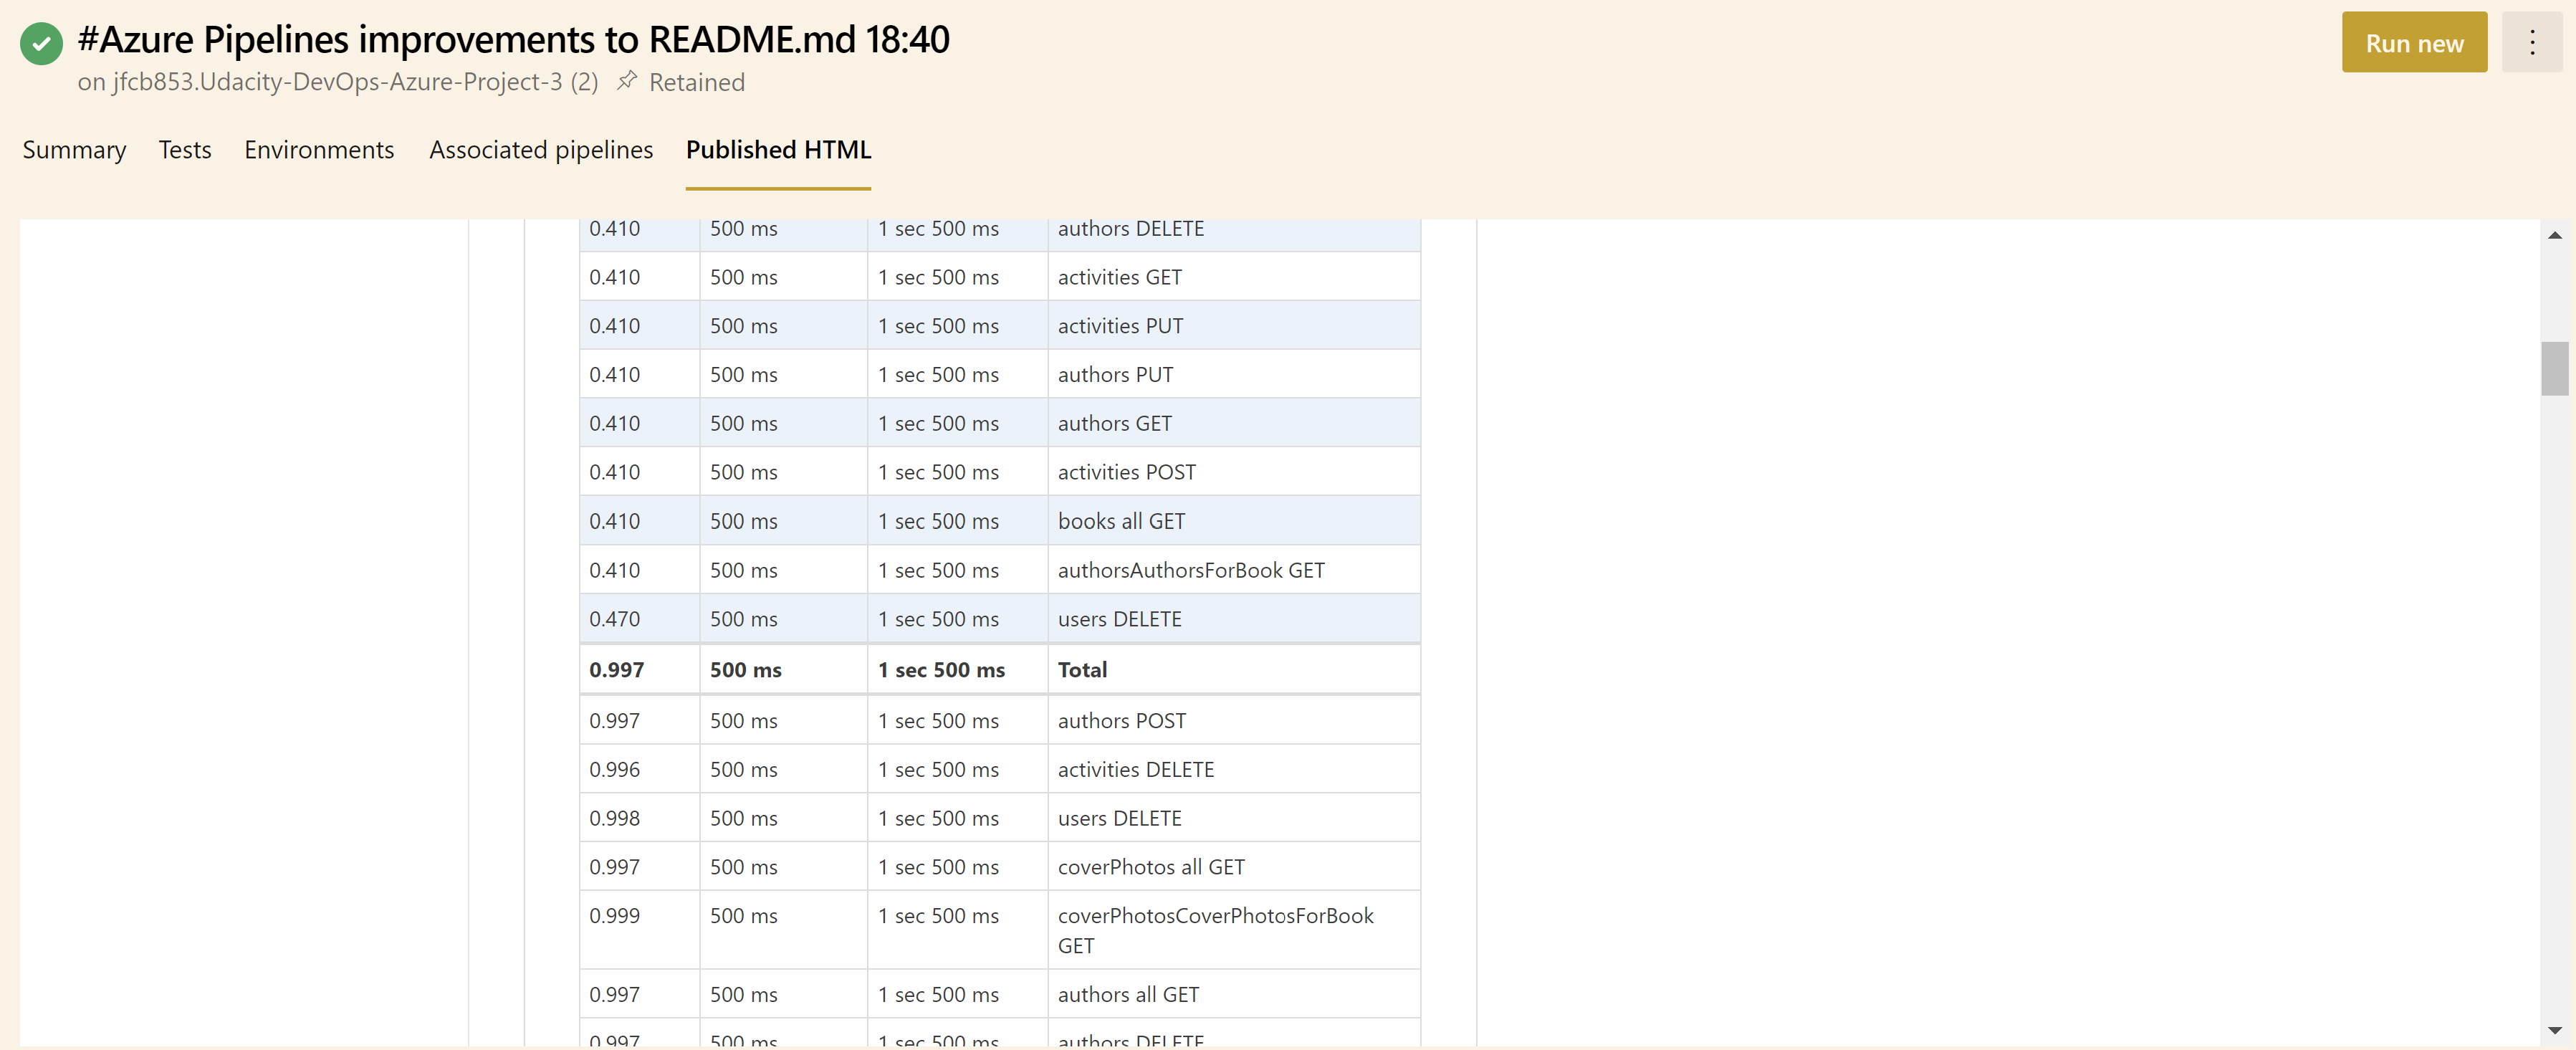 #Azure Pipelines improvements to README.md 18:40
Run new
on jfcb853.Udacity-DevOps-Azure-Project-3 (2) Retained
Summary Tests Environments Associated pipelines Published HTML
0.410 500 ms 1 sec 500 ms authors DELETE
0.410 500 ms 1 sec 500 ms activities GET
0.410 500 ms 1 sec 500 ms activities PUT
0.410 500 ms 1 sec 500 ms authors PUT
0.410 500 ms 1 sec 500 ms authors GET
0.410 500 ms 1 sec 500 ms activities POST
0.410 500 ms 1 sec 500 ms books all GET
0.410 500 ms 1 sec 500 ms authorsAuthorsForBook GET
0.470 500 ms 1 sec 500 ms users DELETE
0.997 500 ms 1 sec 500 ms Total
0.997 500 ms 1 sec 500 ms authors POST
0.996 500 ms 1 sec 500 ms activities DELETE
0.998 500 ms 1 sec 500 ms users DELETE
0.997 500 ms 1 sec 500 ms coverPhotos all GET
0.999 500 ms 1 sec 500 ms coverPhotosCoverPhotosForBook
GET
0.997 500 ms 1 sec 500 ms authors all GET
0.997 500 ms 1 sec 500 ms authors DELETE